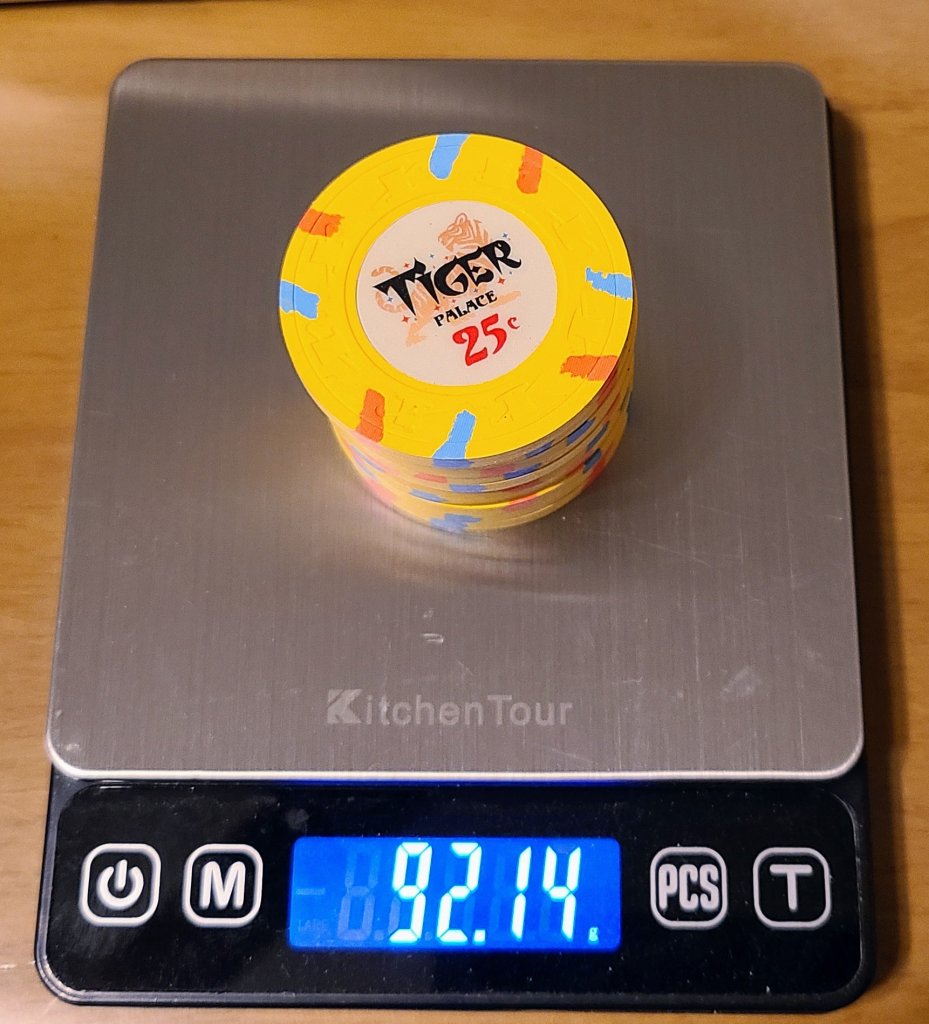 TIGER
PALACE
25¢
KitchenTour
M
92.14 g
PCS
T